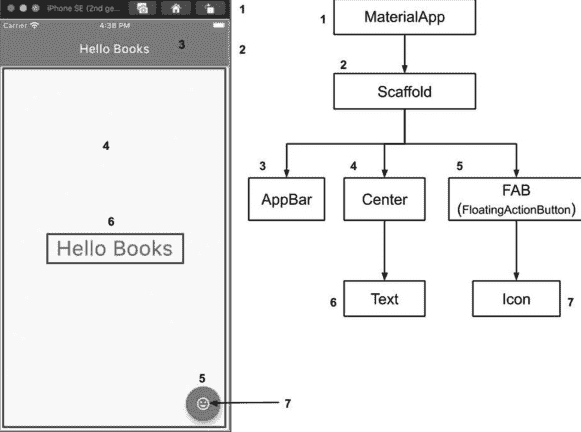 iPhone SE (2nd ge...
1
Carrier
4:38 PM
Hello Books
3
2
4
6
Hello Books
5
7
1
MaterialApp
2
Scaffold
3
AppBar
4
Center
5
FAB
(FloatingActionButton)
6
Text
Icon
7